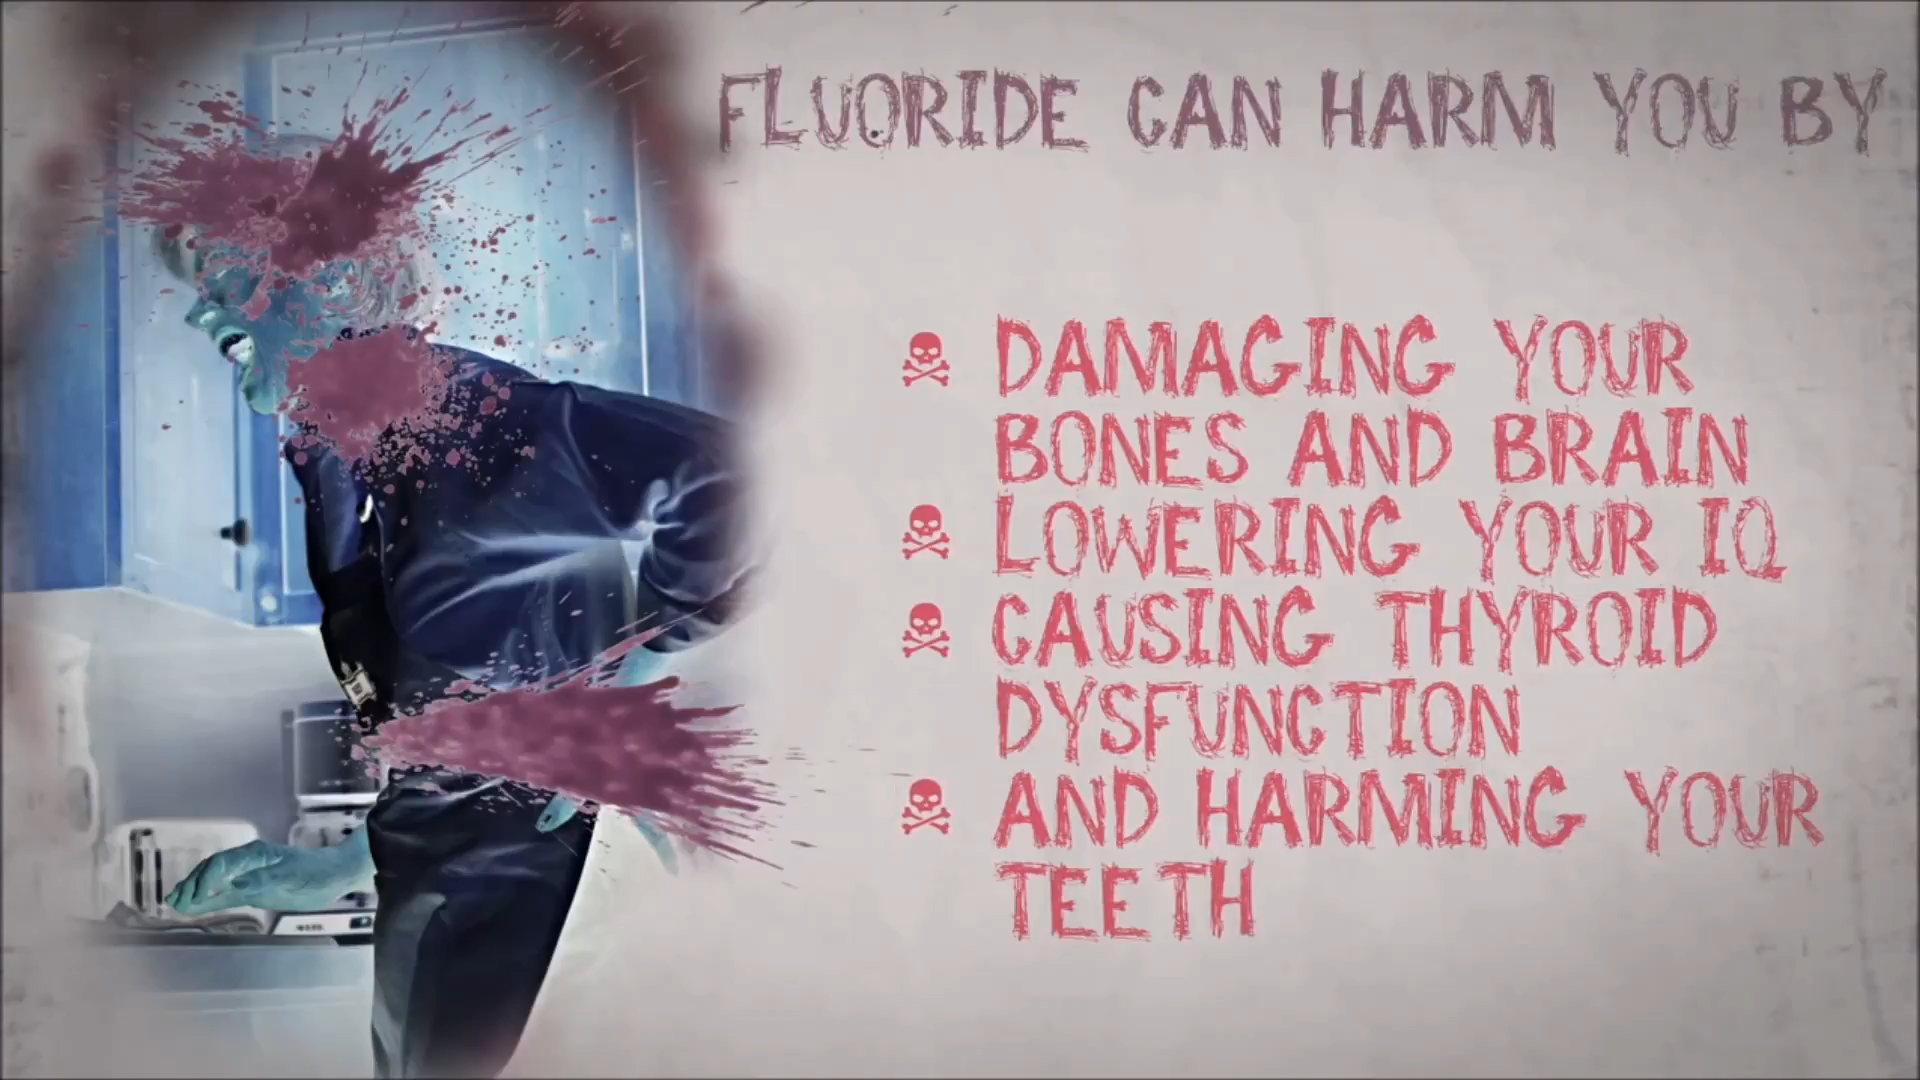 FLUORIDE CAN HARM YOU BY
DAMAGING YOUR
BONES AND BRAIN
LOWERING YOUR IQ
CAUSING THYROID
DYSFUNCTION
AND HARMING YOUR
TEETH